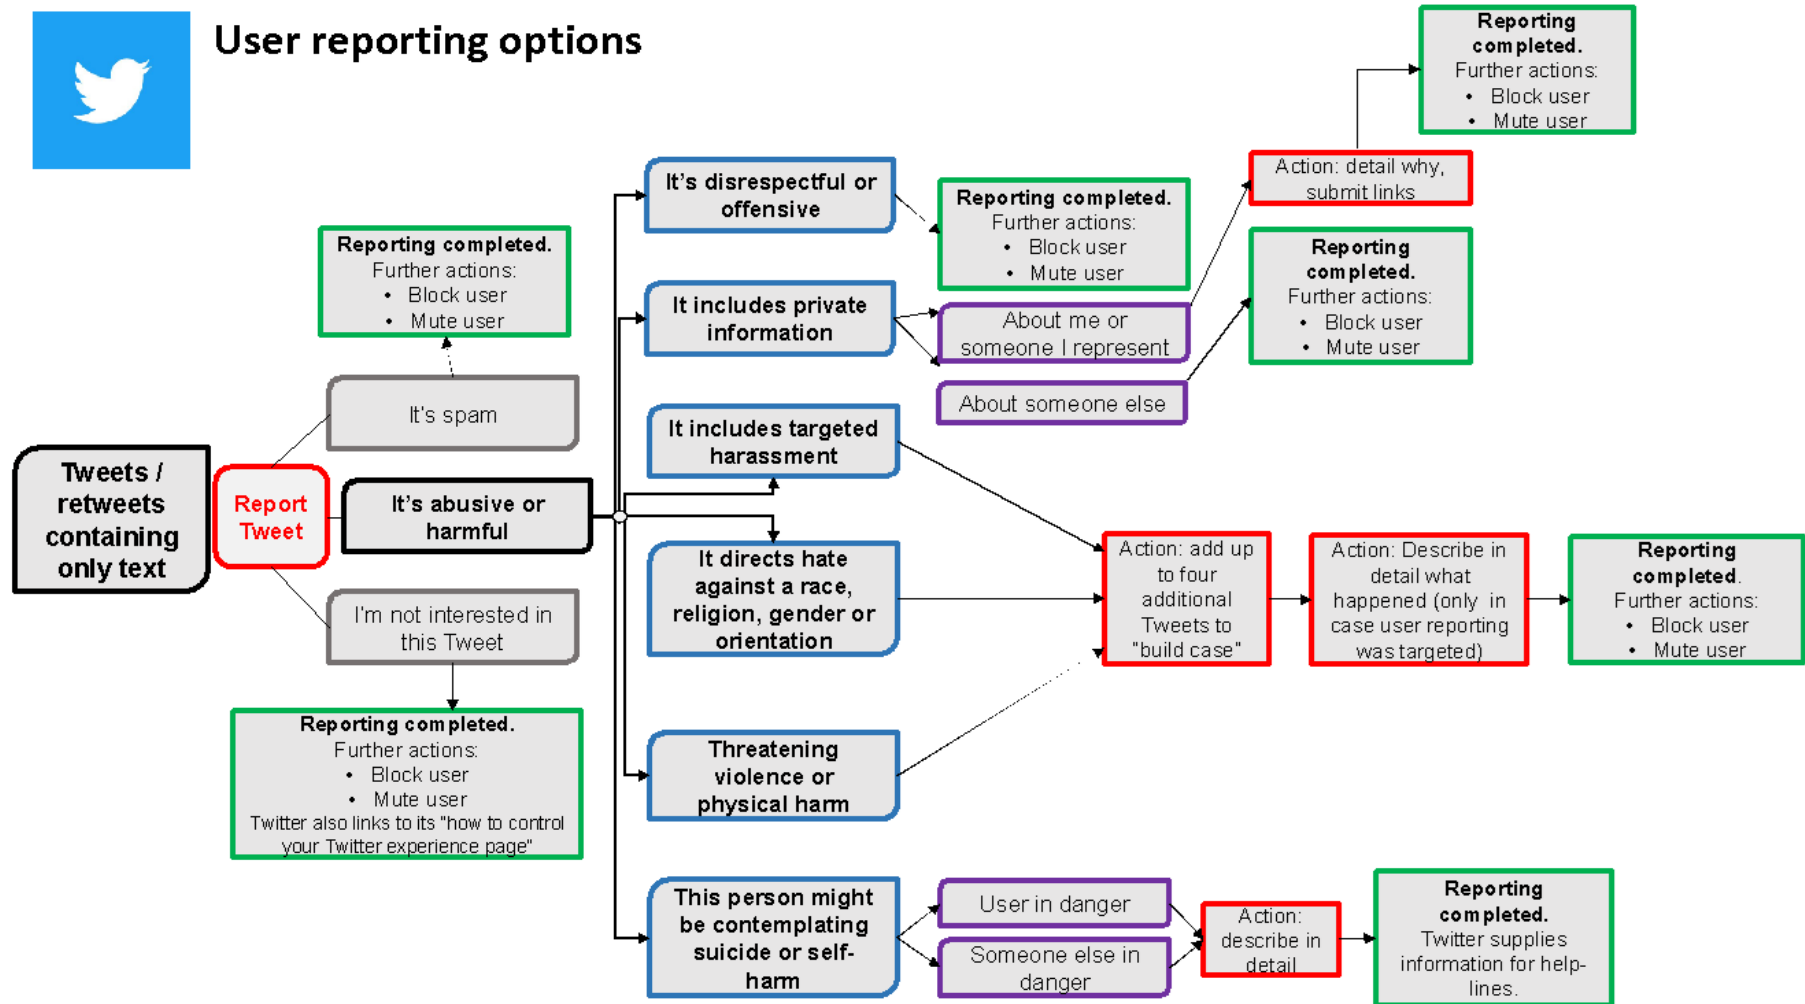 User reporting options
Reporting
completed.
Further actions:
• Block user
• Mute user
Action: detail why,
submit links
It's disrespectful or
offensive
Reporting completed.
Further actions:
• Block user
• Mute user
Reporting
completed.
Further actions:
• Block user
• Mute user
Reporting completed.
Further actions:
• Block user
• Mute user
It includes private
information
About me or
someone I represent
About someone else
It's spam
It includes targeted
harassment
Tweets /
retweets
containing
only text
Report
Tweet
It's abusive or
harmful
It directs hate
against a race,
religion, gender or
orientation
Action: add up
to four
additional
Tweets to
"build case"
Action: Describe in
detail what
happened (only in
case user reporting
was targeted)
Reporting
completed.
Further actions:
• Block user
• Mute user
I'm not interested in
this Tweet
Reporting completed.
Further actions:
• Block user
• Mute user
Twitter also links to its "how to control
your Twitter experience page"
Threatening
violence or
physical harm
This person might
be contemplating
suicide or self-
harm
User in danger
Someone else in
danger
Action:
describe in
detail
Reporting
completed.
Twitter supplies
information for help-
lines.